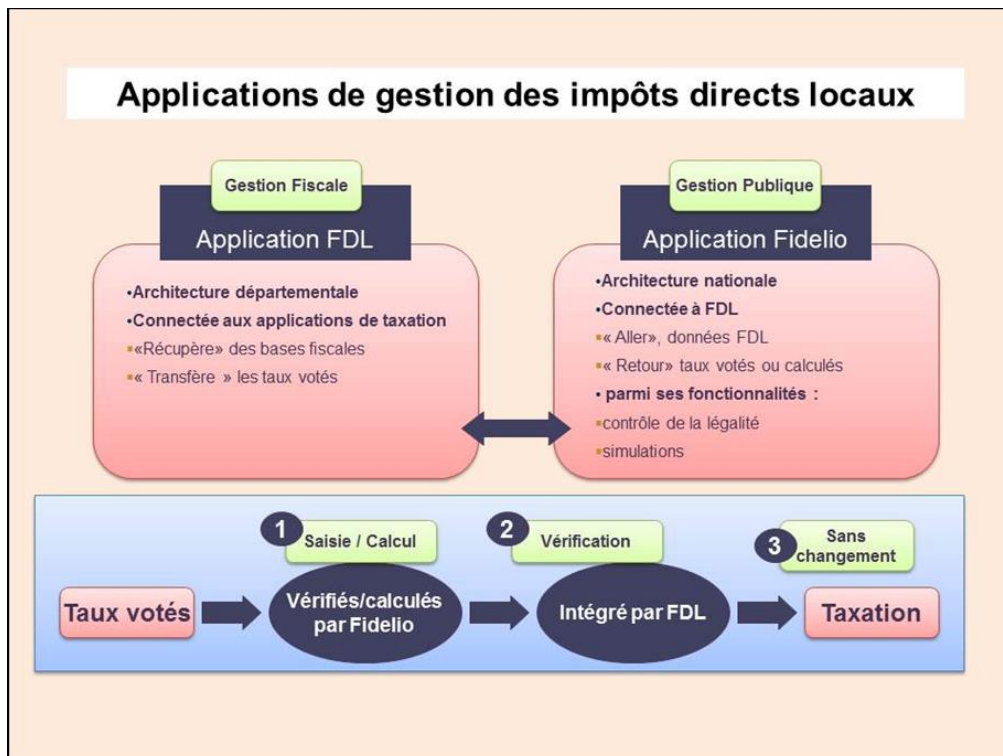 Applications de gestion des impôts directs locaux
Gestion Fiscale
Application FDL
•Architecture départementale
•Connectée aux applications de taxation
▪«Récupère» des bases fiscales
▪« Transfère » les taux votés
Gestion Publique
Application Fidelio
•Architecture nationale
•Connectée à FDL
▪« Aller», données FDL
▪« Retour» taux votés ou calculés
• parmi ses fonctionnalités :
▪contrôle de la légalité
▪simulations
Taux votés
1
Saisie / Calcul
Vérifiés/calculés
par Fidelio
2
Vérification
Intégré par FDL
3
Sans
changement
Taxation